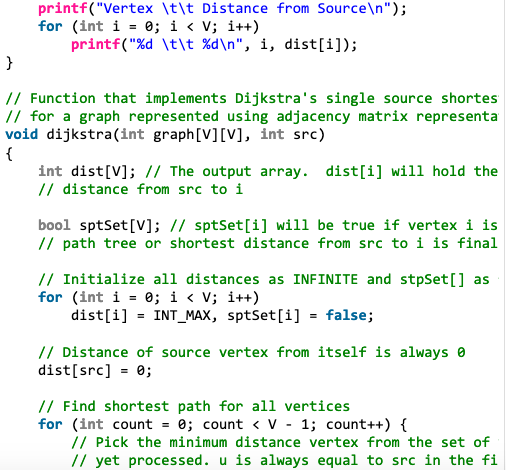 printf("Vertex \t\t Distance from Source\n");
for (int i = 0; i < V; i++)
printf("%d \t\t %d\n", i, dist[i]);
}
// Function that implements Dijkstra's single source shortes
// for a graph represented using adjacency matrix representa
void dijkstra(int graph[V][V], int src)
{
int dist[V]; // The output array.  dist[i] will hold the
// distance from src to i
bool sptSet[V]; // sptSet[i] will be true if vertex i is
// path tree or shortest distance from src to i is final
// Initialize all distances as INFINITE and stpSet[] as
for (int i = 0; i < V; i++)
dist[i] = INT_MAX, sptSet[i] = false;
// Distance of source vertex from itself is always 0
dist[src] = 0;
// Find shortest path for all vertices
for (int count = 0; count < V - 1; count++) {
// Pick the minimum distance vertex from the set of
// yet processed. u is always equal to src in the fi